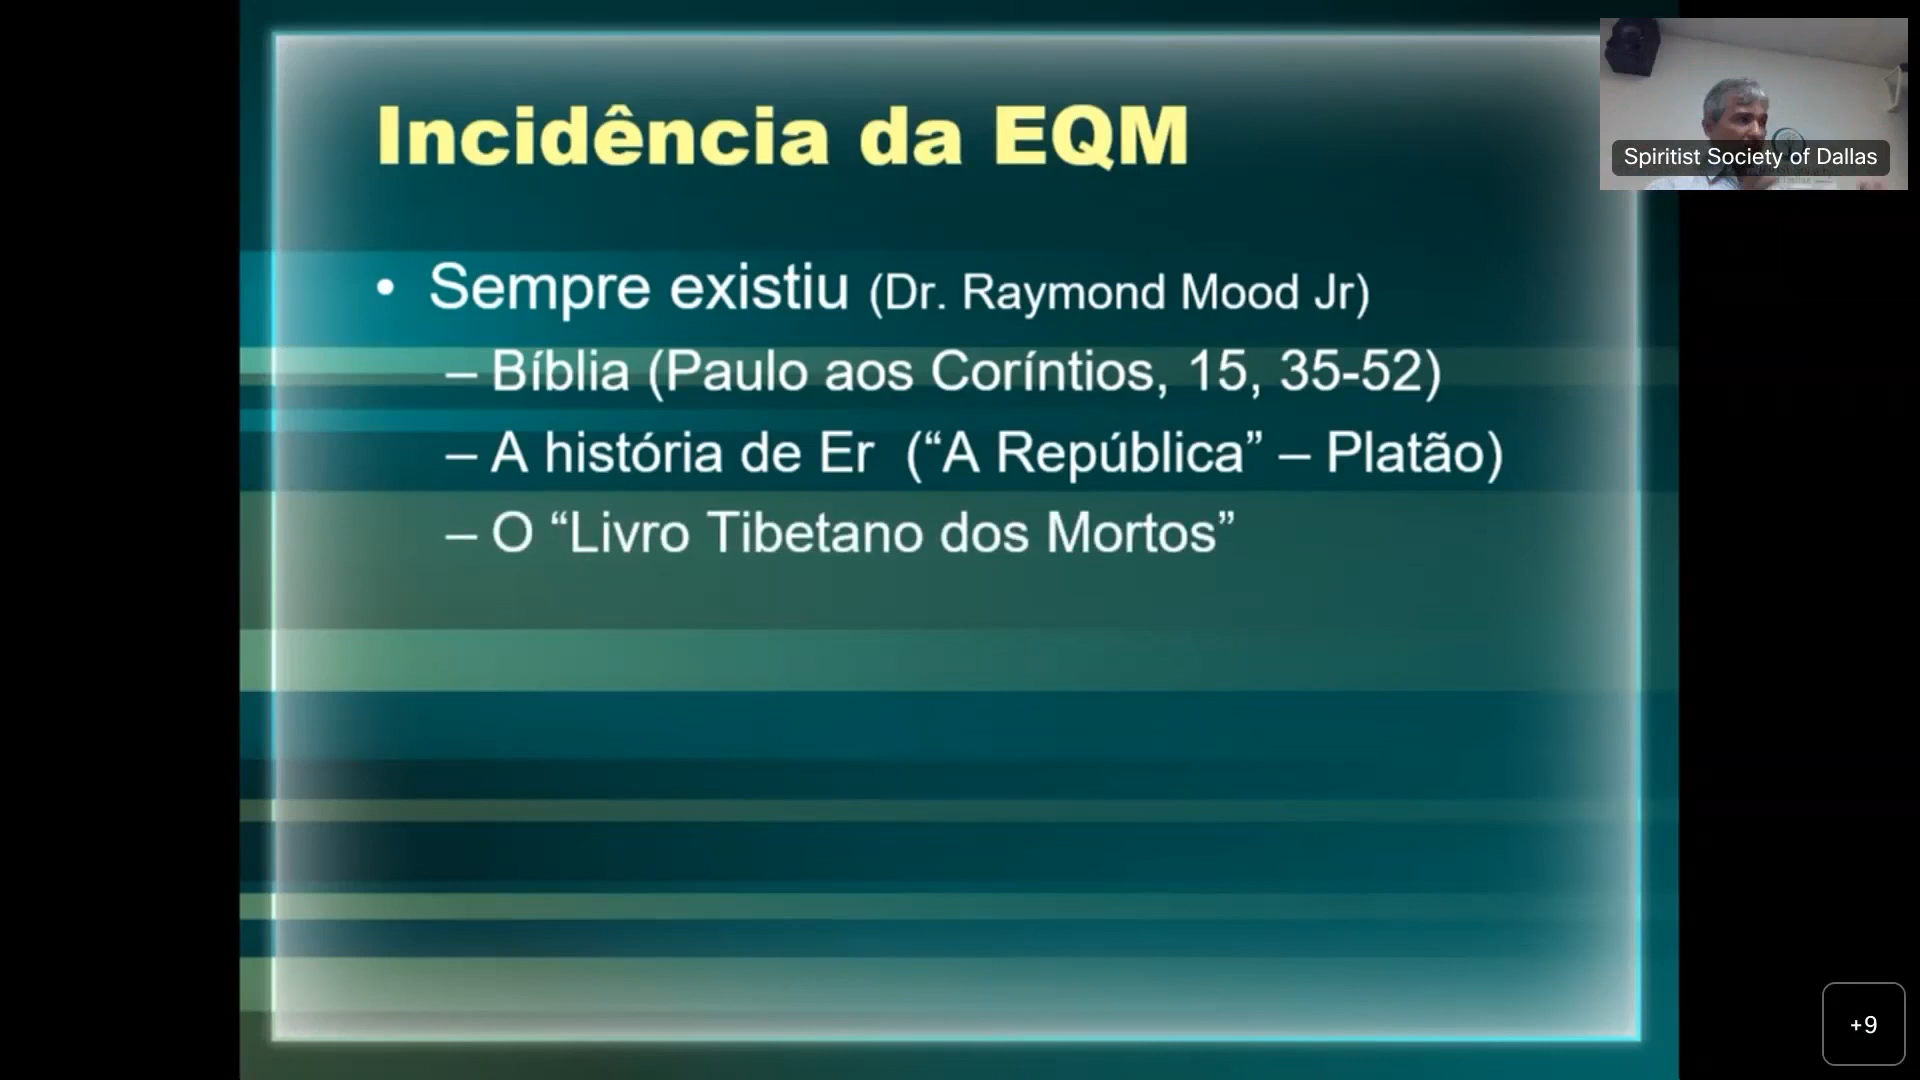 Incidência da EQM
• Sempre existiu (Dr. Raymond Mood Jr)
– Bíblia (Paulo aos Coríntios, 15, 35-52)
– A história de Er (“A República” – Platão)
– O “Livro Tibetano dos Mortos”
Spiritist Society of Dallas
+9